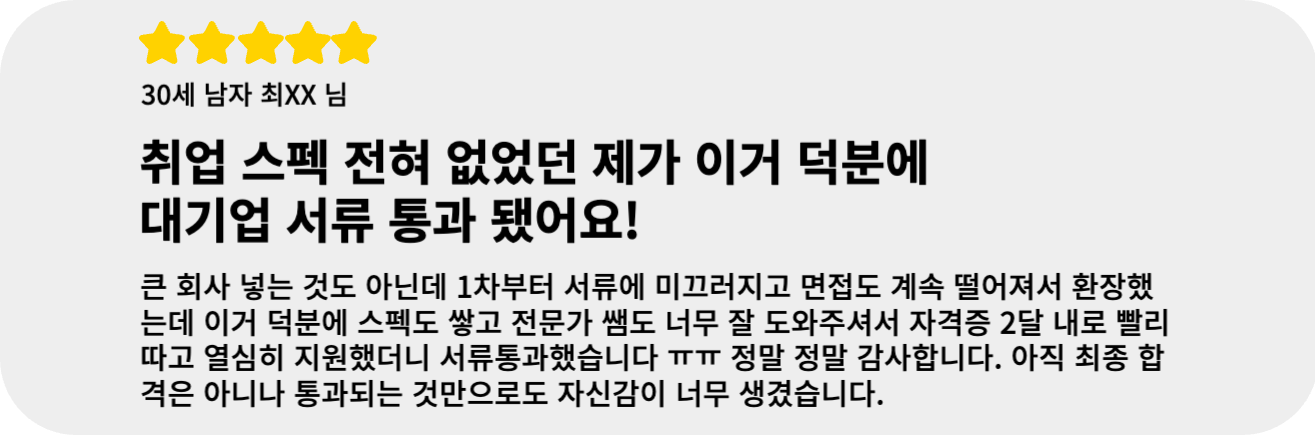 30세 남자 최XX 님
취업 스펙 전혀 없었던 제가 이거 덕분에
대기업 서류 통과 됐어요!
큰 회사 넣는 것도 아닌데 1차부터 서류에 미끄러지고 면접도 계속 떨어져서 환장했
는데 이거 덕분에 스펙도 쌓고 전문가 쌤도 너무 잘 도와주셔서 자격증 2달 내로 빨리
따고 열심히 지원했더니 서류통과했습니다 ㅠㅠ 정말 정말 감사합니다. 아직 최종 합
격은 아니나 통과되는 것만으로도 자신감이 너무 생겼습니다.